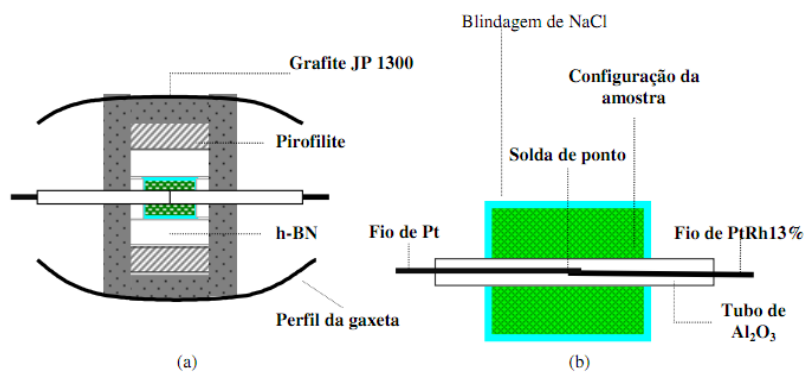 Grafite JP 1300
Pirofilite
h-BN
Perfil da gaxeta
(a)
Blindagem de NaCl
Configuração da
amostra
Solda de ponto
Fio de Pt
Fio de PtRh13%
Tubo de
Al₂O₃
(b)